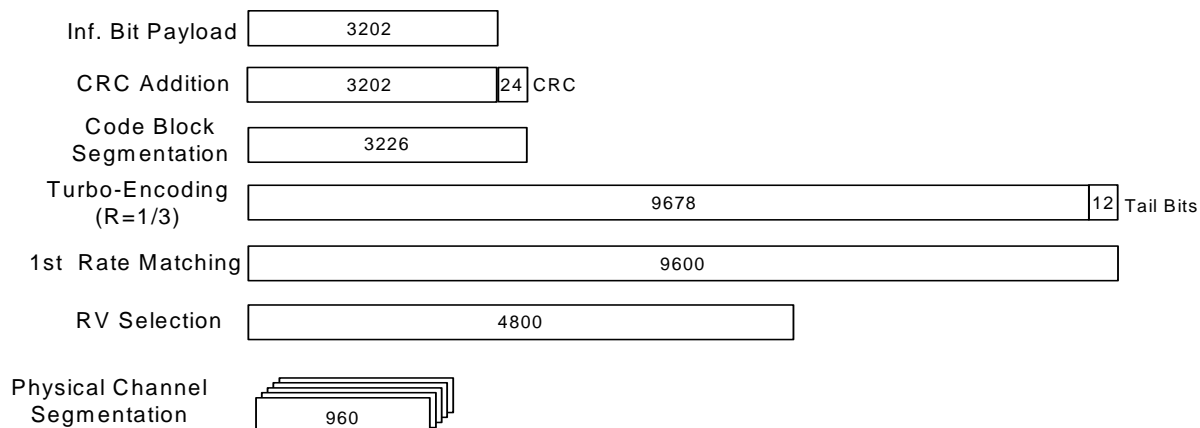 Inf. Bit Payload 3202
CRC Addition 3202 24 CRC
Code Block
Segmentation 3226
Turbo-Encoding
(R=1/3) 9678 12 Tail Bits
1st Rate Matching 9600
RV Selection 4800
Physical Channel
Segmentation 960